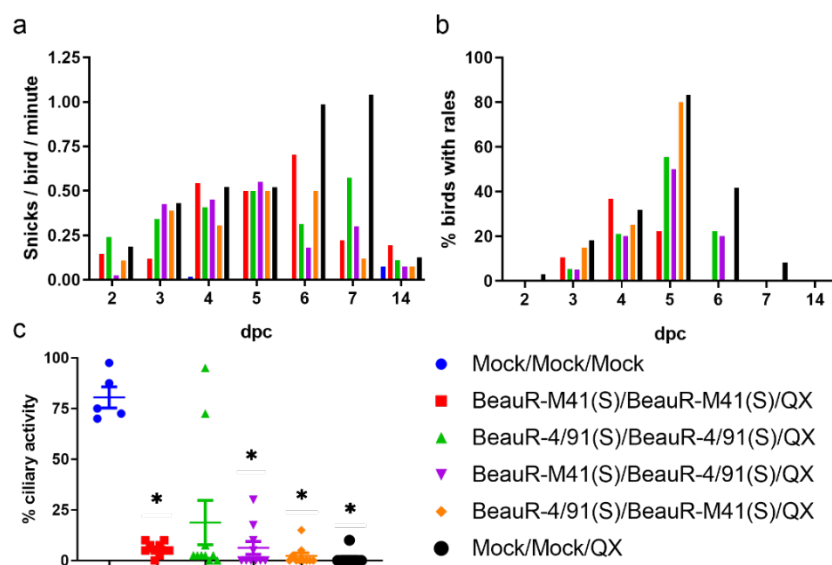 a
b
1.25
1.00
0.75
0.50
0.25
0.00
Snicks / bird / minute
2 3 4 5 6 7 14
dpc
100
80
60
40
20
0
% birds with rales
2 3 4 5 6 7 14
dpc
c
100
75
50
25
0
% ciliary activity
*
*
*
*
Mock/Mock/Mock
BeauR-M41(S)/BeauR-M41(S)/QX
BeauR-4/91(S)/BeauR-4/91(S)/QX
BeauR-M41(S)/BeauR-4/91(S)/QX
BeauR-4/91(S)/BeauR-M41(S)/QX
Mock/Mock/QX